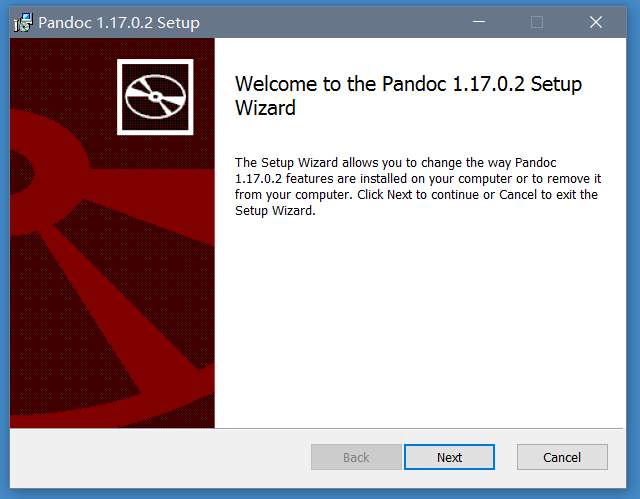 Pandoc 1.17.0.2 Setup
Welcome to the Pandoc 1.17.0.2 Setup
Wizard
The Setup Wizard allows you to change the way Pandoc
1.17.0.2 features are installed on your computer or to remove it
from your computer. Click Next to continue or Cancel to exit the
Setup Wizard.
Back Next Cancel